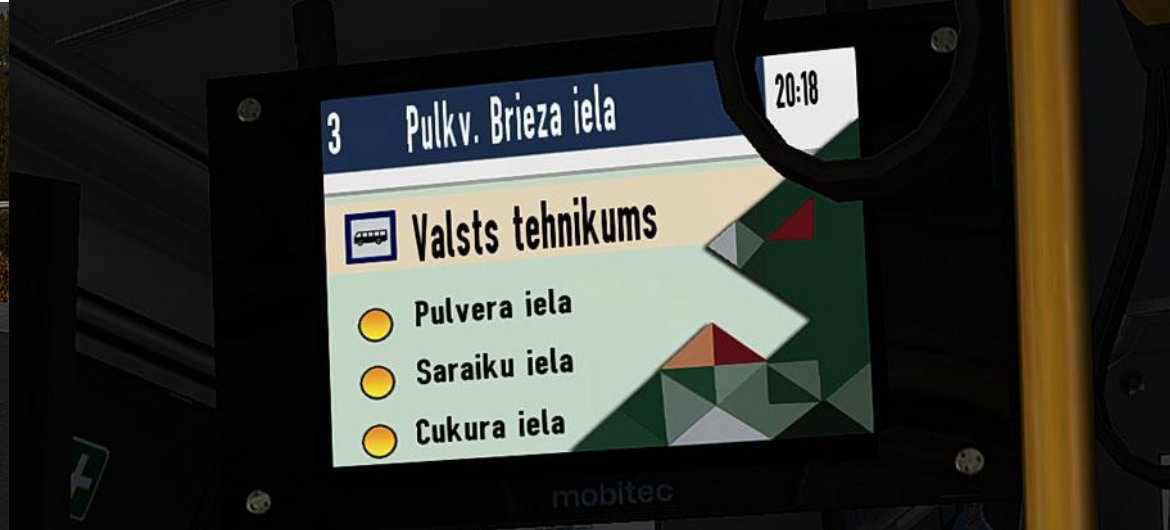 3 Pulkv. Brieza iela 20:18
Valsts tehnikums
Pulvera iela
Saraiku iela
Cukura iela
mobitec